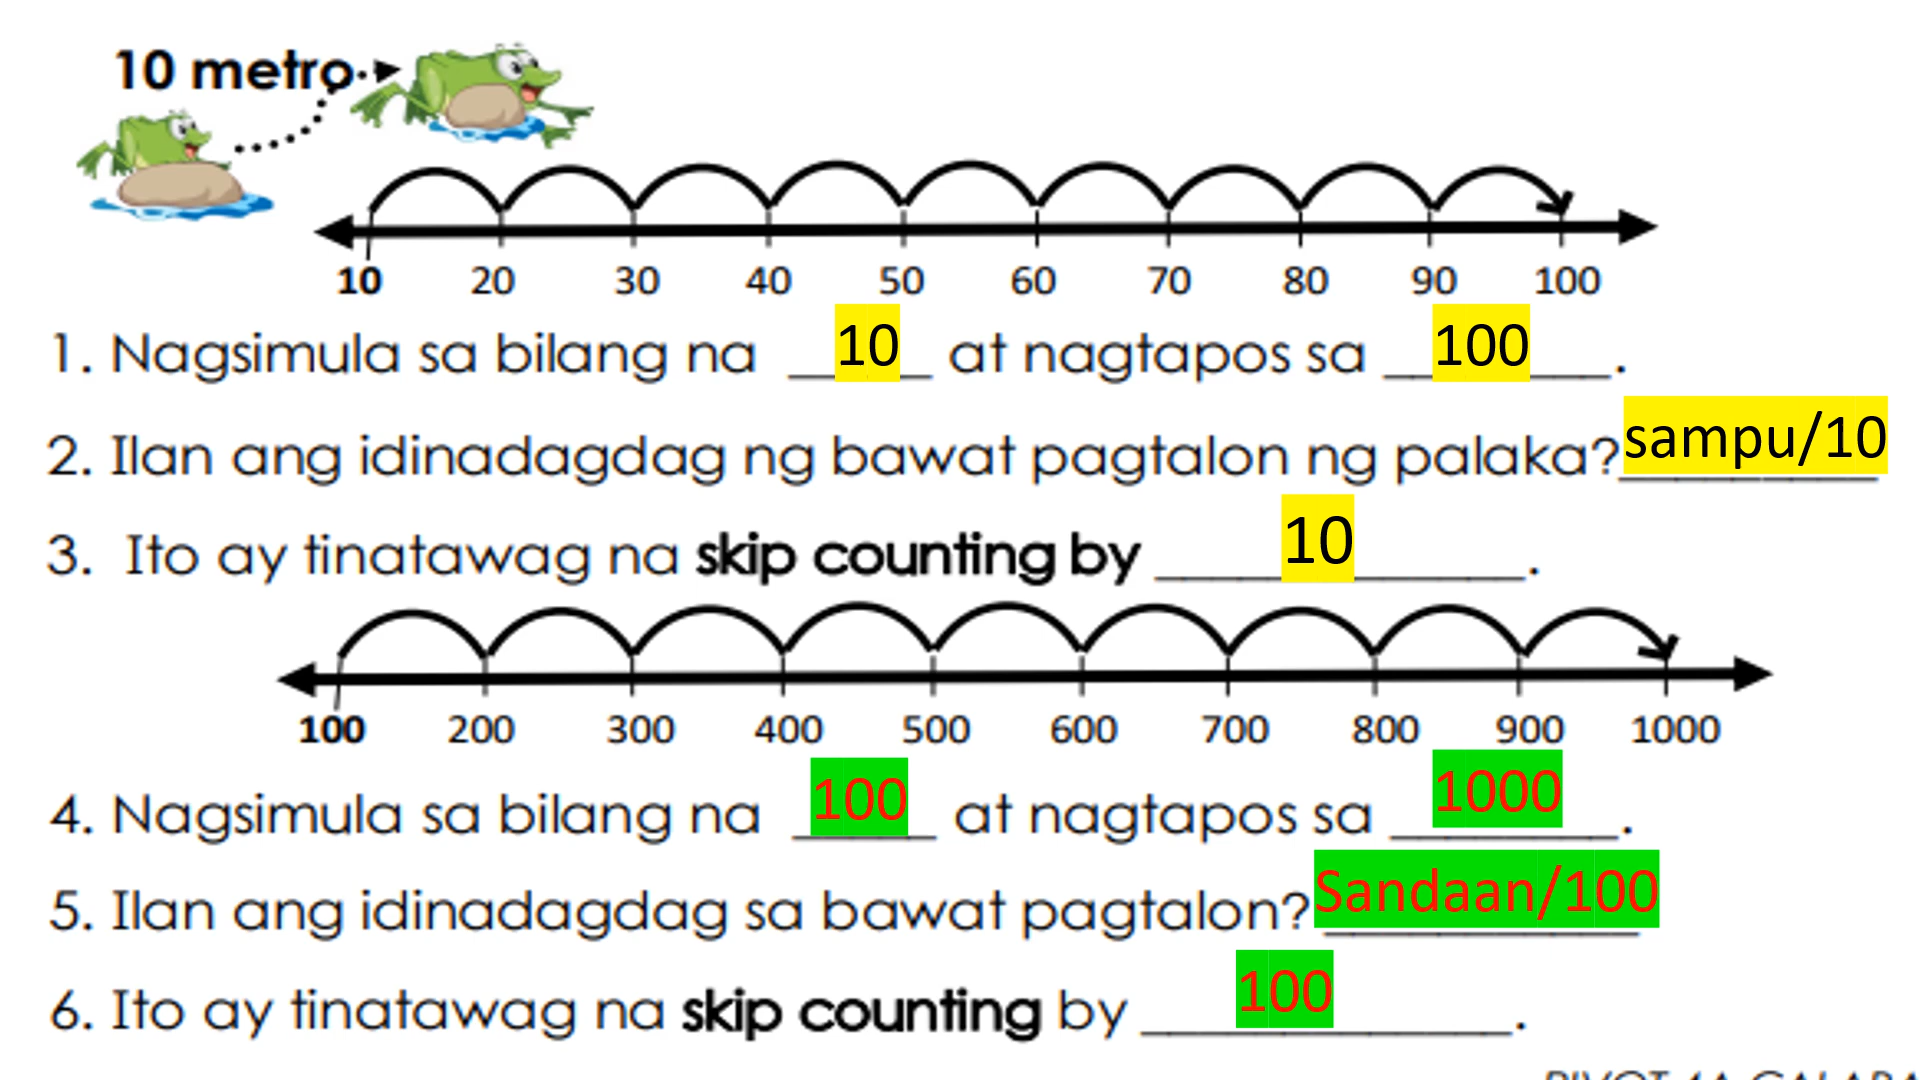 10 metro
10 20 30 40 50 60 70 80 90 100
1. Nagsimula sa bilang na __10__ at nagtapos sa __100___.
2. Ilan ang idinadagdag ng bawat pagtalon ng palaka? sampu/10
3. Ito ay tinatawag na skip counting by _____10_______.
100 200 300 400 500 600 700 800 900 1000
4. Nagsimula sa bilang na 100_ at nagtapos sa 1000.
5. Ilan ang idinadagdag sa bawat pagtalon? Sandaan/100
6. Ito ay tinatawag na skip counting by 100.